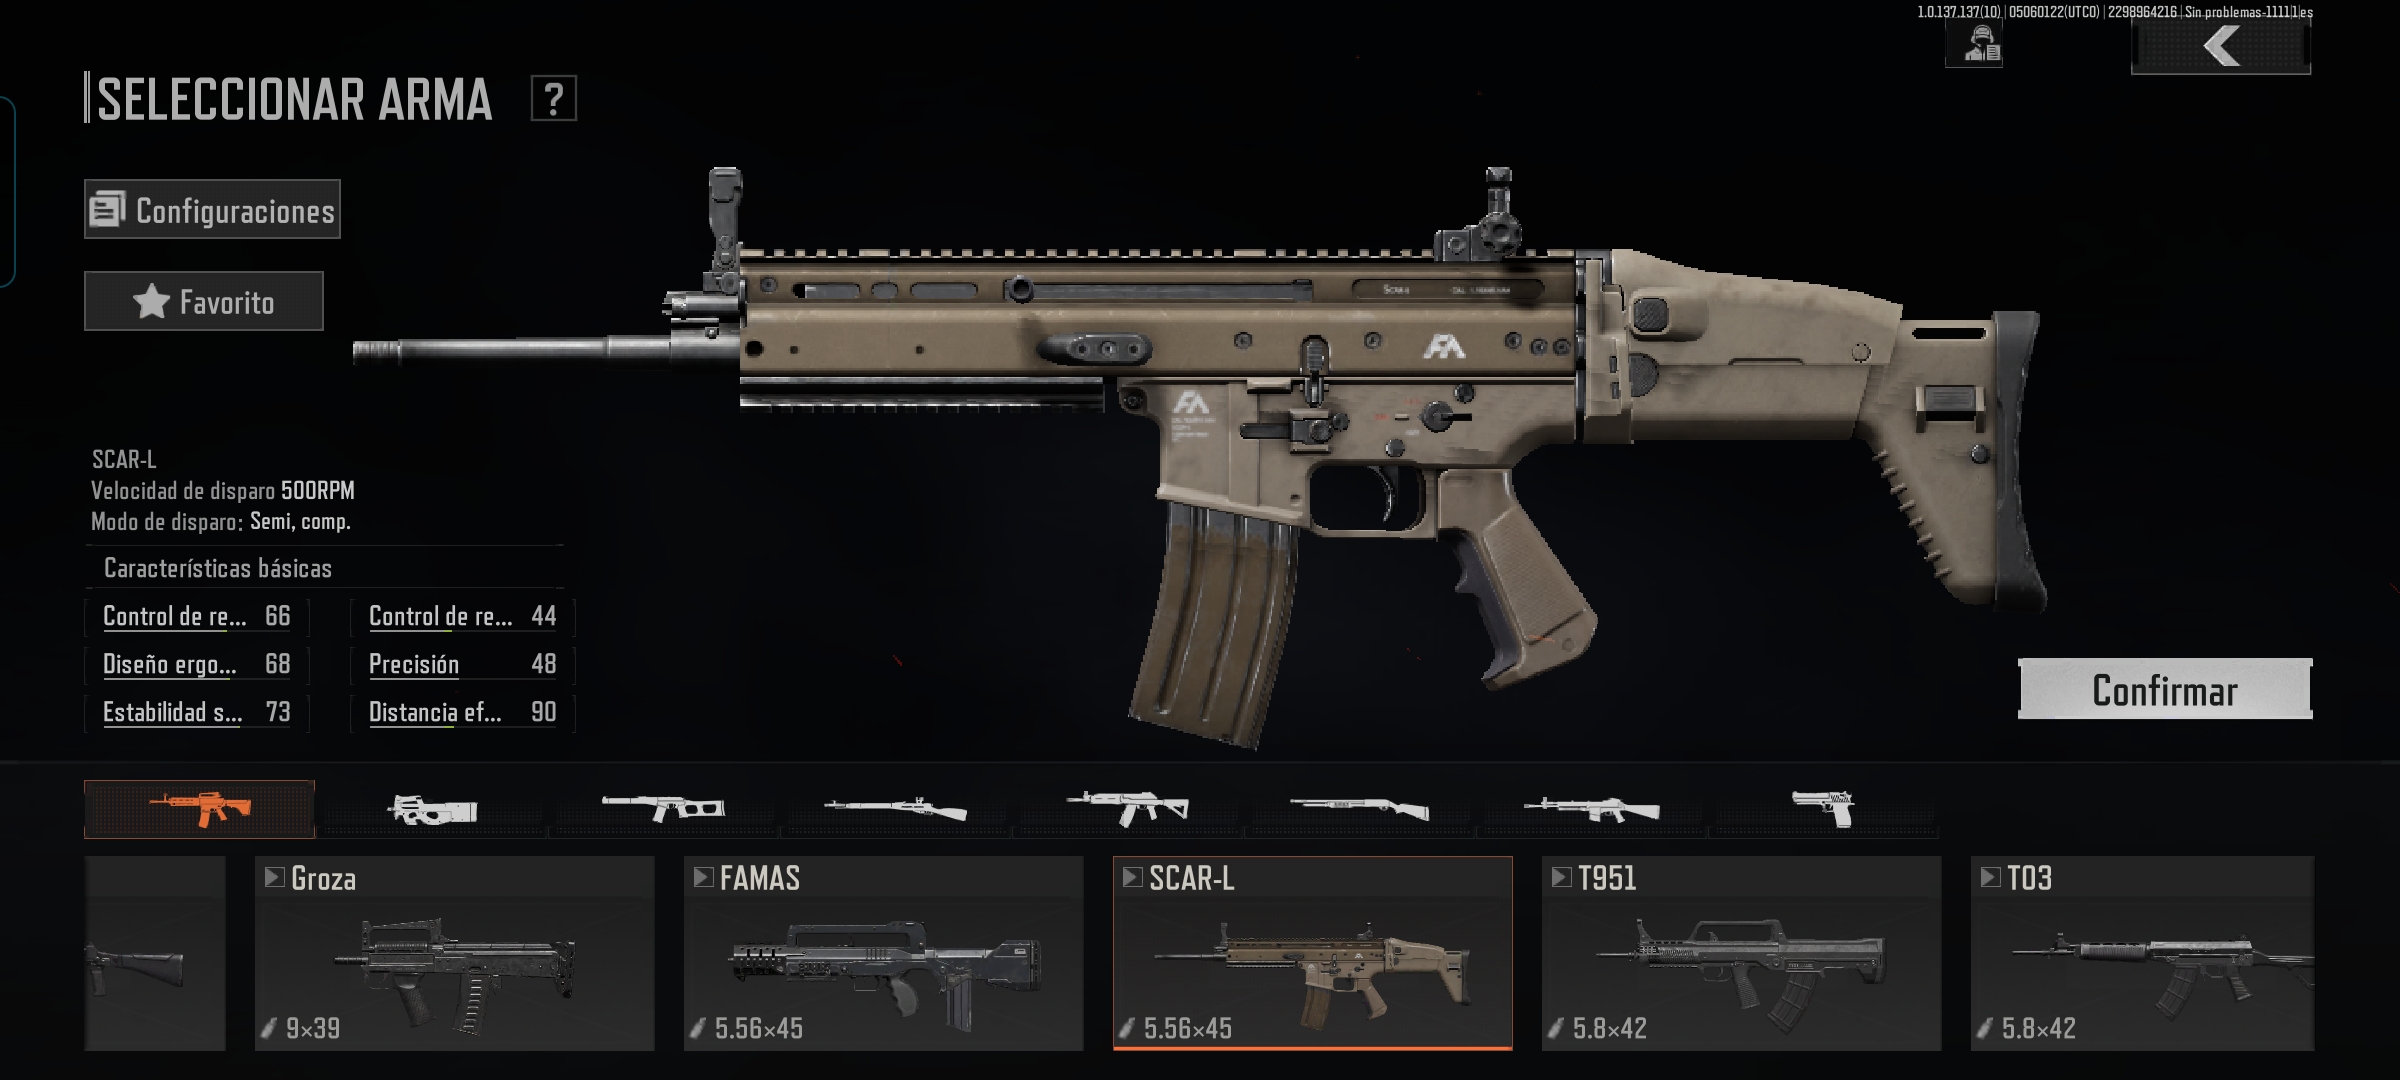 1.0.137.137(10) | 05060122(UTC0) | 2298964216 | Sin problemas-1111|1|es
SELECCIONAR ARMA ?
Configuraciones
Favorito
SCAR-L
Velocidad de disparo 500RPM
Modo de disparo: Semi, comp.
Características básicas
Control de re... 66 Control de re... 44
Diseño ergo... 68 Precisión 48
Estabilidad s... 73 Distancia ef... 90
Confirmar
Groza FAMAS SCAR-L T951 T03
9×39 5.56×45 5.56×45 5.8×42 5.8×42